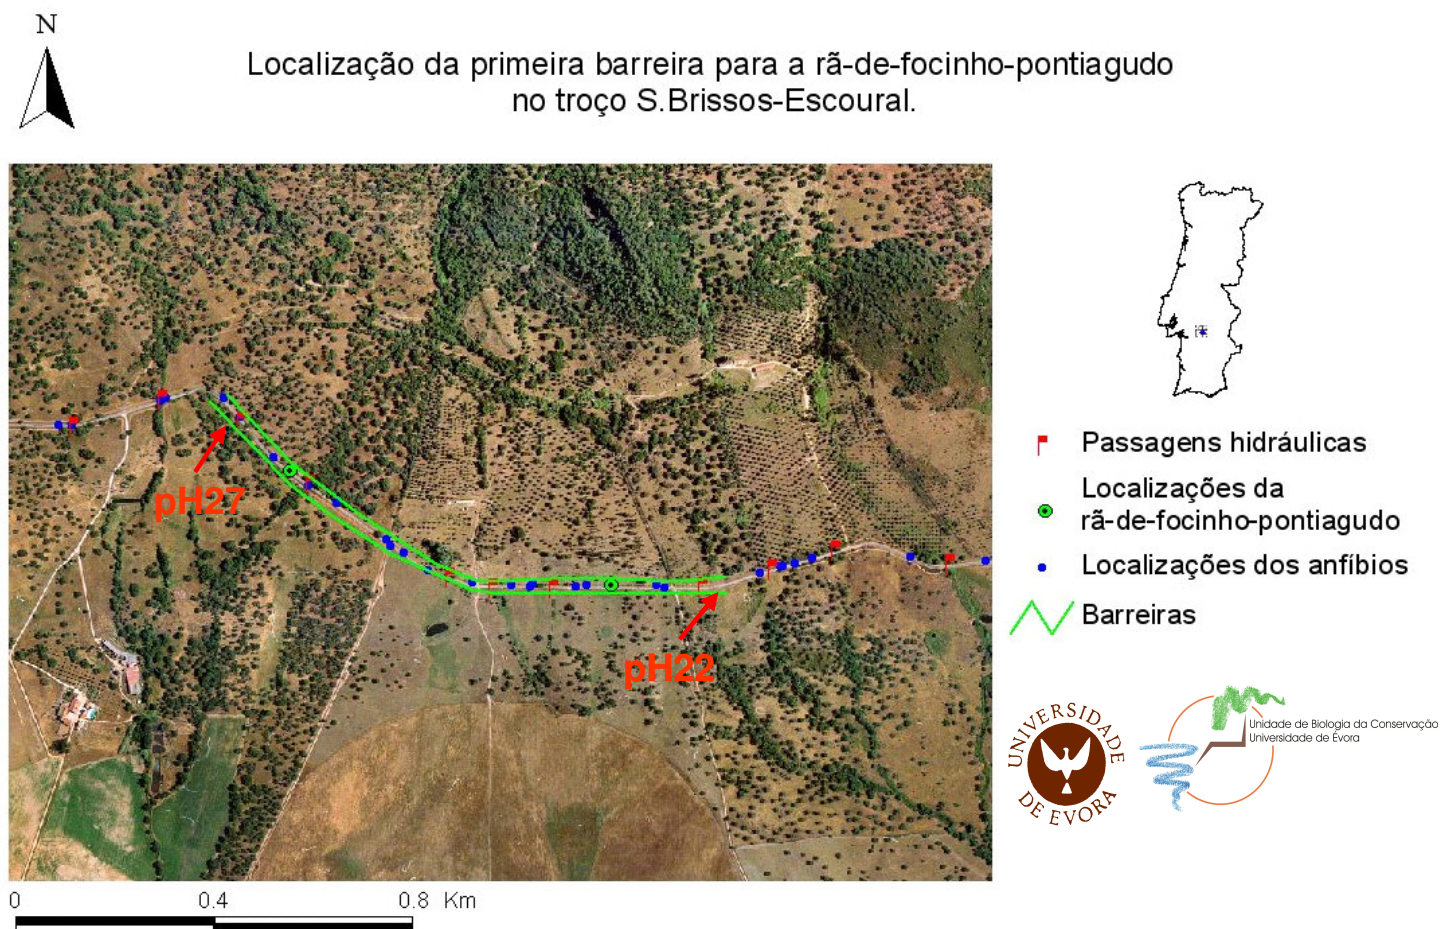 N
Localização da primeira barreira para a rã-de-focinho-pontiagudo
no troço S.Brissos-Escoural.
pH27
pH22
Passagens hidráulicas
Localizações da
rã-de-focinho-pontiagudo
Localizações dos anfíbios
Barreiras
UNIVERSIDADE
DE EVORA
Unidade de Biologia da Conservação
Universidade de Évora
0 0.4 0.8 Km